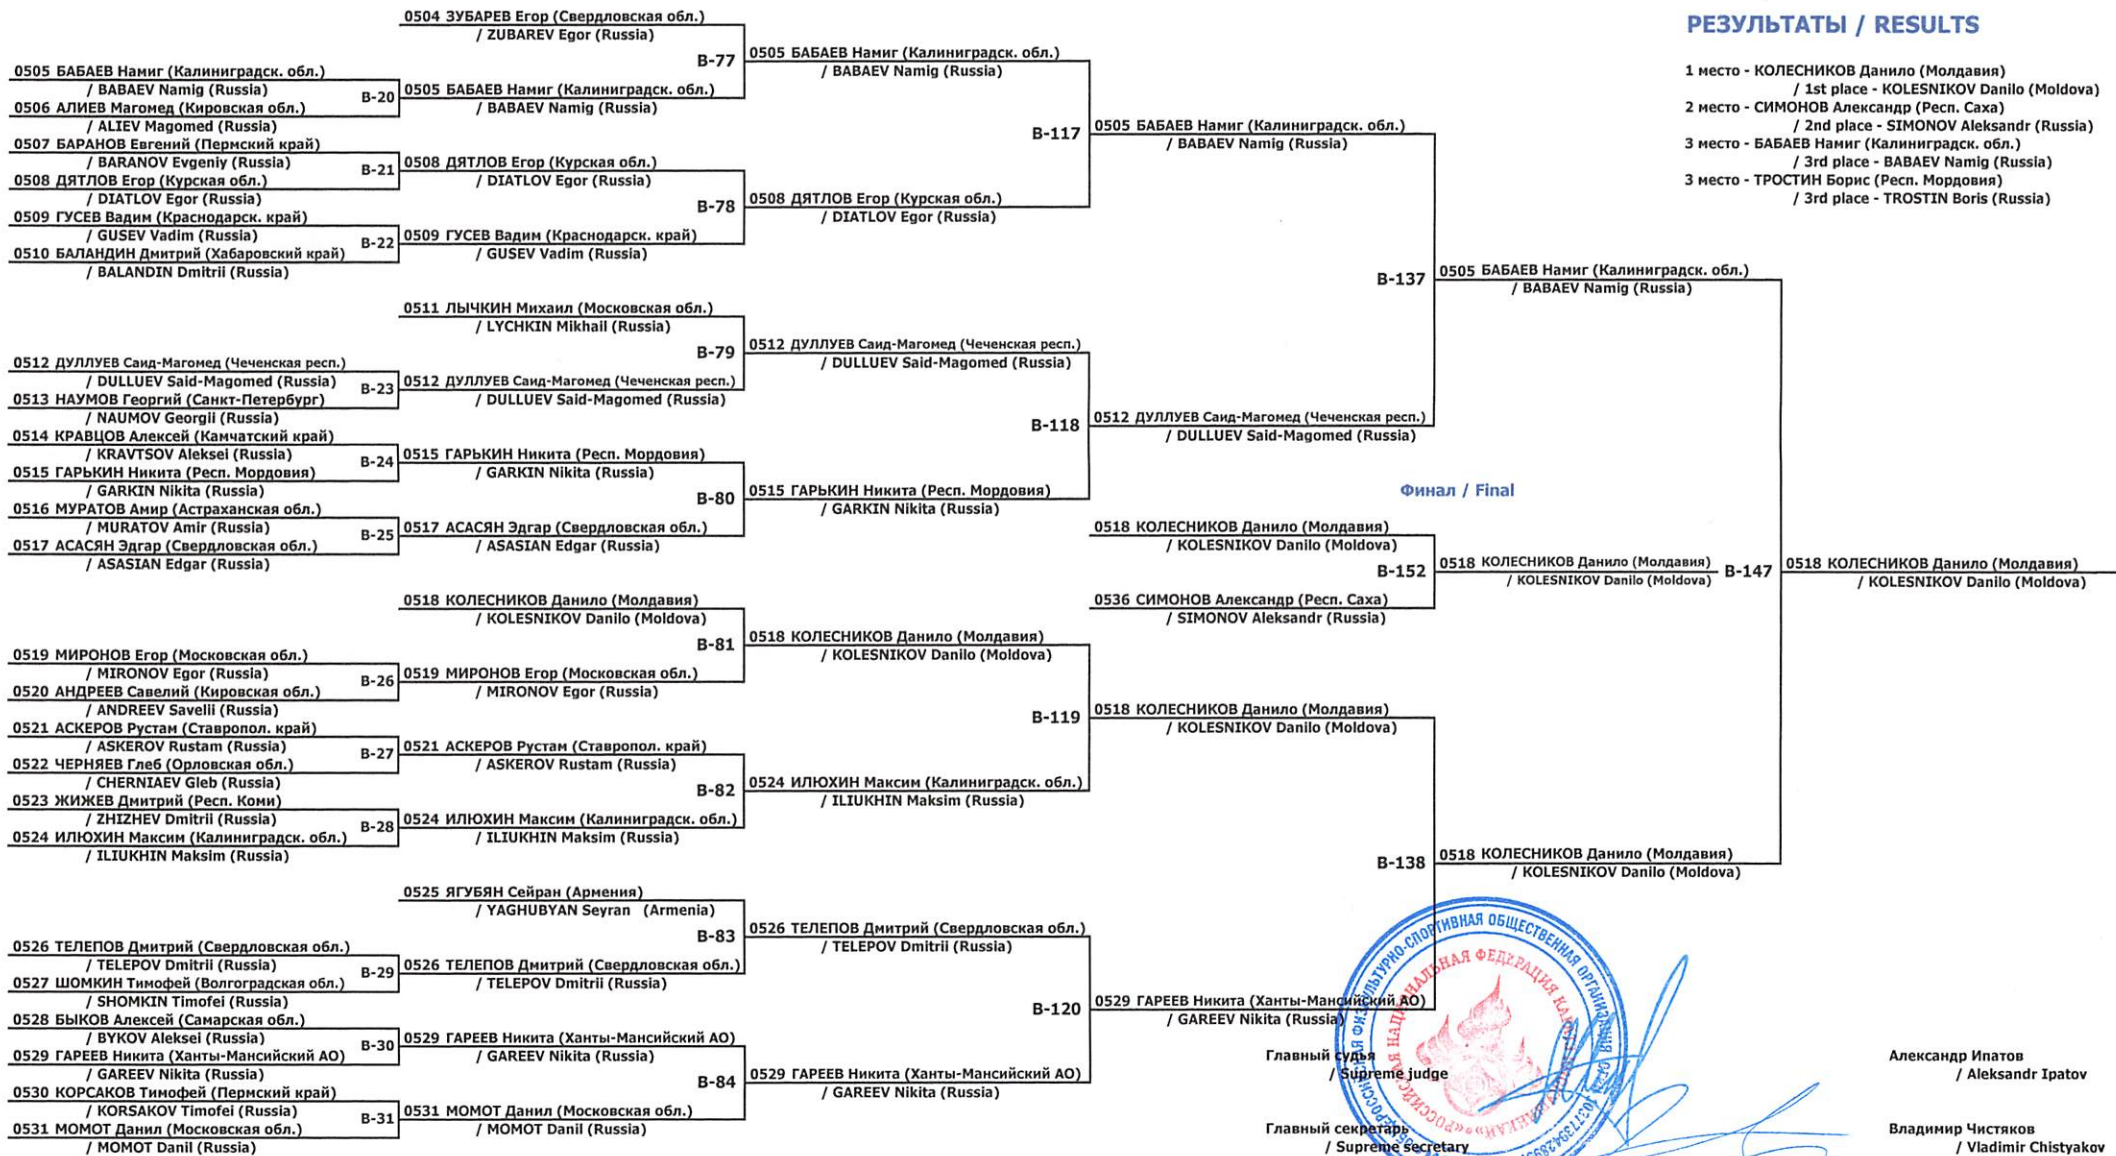 0504 ЗУБАРЕВ Егор (Свердловская обл.)
/ ZUBAREV Egor (Russia)
B-77
0505 БАБАЕВ Намиг (Калиниградск. обл.)
/ BABAEV Namig (Russia)
0505 БАБАЕВ Намиг (Калиниградск. обл.)
/ BABAEV Namig (Russia)
B-20
0505 БАБАЕВ Намиг (Калиниградск. обл.)
/ BABAEV Namig (Russia)
0506 АЛИЕВ Магомед (Кировская обл.)
/ ALIEV Magomed (Russia)
B-117
0505 БАБАЕВ Намиг (Калиниградск. обл.)
/ BABAEV Namig (Russia)
0507 БАРАНОВ Евгений (Пермский край)
/ BARANOV Evgeniy (Russia)
B-21
0508 ДЯТЛОВ Егор (Курская обл.)
/ DIATLOV Egor (Russia)
0508 ДЯТЛОВ Егор (Курская обл.)
/ DIATLOV Egor (Russia)
B-78
0508 ДЯТЛОВ Егор (Курская обл.)
/ DIATLOV Egor (Russia)
0509 ГУСЕВ Вадим (Краснодарск. край)
/ GUSEV Vadim (Russia)
B-22
0509 ГУСЕВ Вадим (Краснодарск. край)
/ GUSEV Vadim (Russia)
0510 БАЛАНДИН Дмитрий (Хабаровский край)
/ BALANDIN Dmitrii (Russia)
B-137
0505 БАБАЕВ Намиг (Калиниградск. обл.)
/ BABAEV Namig (Russia)
0511 ЛЫЧКИН Михаил (Московская обл.)
/ LYCHKIN Mikhail (Russia)
B-79
0512 ДУЛЛУЕВ Саид-Магомед (Чеченская респ.)
/ DULLUEV Said-Magomed (Russia)
0512 ДУЛЛУЕВ Саид-Магомед (Чеченская респ.)
/ DULLUEV Said-Magomed (Russia)
B-23
0512 ДУЛЛУЕВ Саид-Магомед (Чеченская респ.)
/ DULLUEV Said-Magomed (Russia)
0513 НАУМОВ Георгий (Санкт-Петербург)
/ NAUMOV Georgii (Russia)
B-118
0512 ДУЛЛУЕВ Саид-Магомед (Чеченская респ.)
/ DULLUEV Said-Magomed (Russia)
0514 КРАВЦОВ Алексей (Камчатский край)
/ KRAVTSOV Aleksei (Russia)
B-24
0515 ГАРЬКИН Никита (Респ. Мордовия)
/ GARKIN Nikita (Russia)
0515 ГАРЬКИН Никита (Респ. Мордовия)
/ GARKIN Nikita (Russia)
B-80
0515 ГАРЬКИН Никита (Респ. Мордовия)
/ GARKIN Nikita (Russia)
0516 МУРАТОВ Амир (Астраханская обл.)
/ MURATOV Amir (Russia)
B-25
0517 АСАСЯН Эдгар (Свердловская обл.)
/ ASASIAN Edgar (Russia)
0517 АСАСЯН Эдгар (Свердловская обл.)
/ ASASIAN Edgar (Russia)
Финал / Final
0518 КОЛЕСНИКОВ Данило (Молдавия)
/ KOLESNIKOV Danilo (Moldova)
B-152
0518 КОЛЕСНИКОВ Данило (Молдавия)
/ KOLESNIKOV Danilo (Moldova)
B-147
0518 КОЛЕСНИКОВ Данило (Молдавия)
/ KOLESNIKOV Danilo (Moldova)
0536 СИМОНОВ Александр (Респ. Саха)
/ SIMONOV Aleksandr (Russia)
0518 КОЛЕСНИКОВ Данило (Молдавия)
/ KOLESNIKOV Danilo (Moldova)
B-81
0518 КОЛЕСНИКОВ Данило (Молдавия)
/ KOLESNIKOV Danilo (Moldova)
0519 МИРОНОВ Егор (Московская обл.)
/ MIRONOV Egor (Russia)
B-26
0519 МИРОНОВ Егор (Московская обл.)
/ MIRONOV Egor (Russia)
0520 АНДРЕЕВ Савелий (Кировская обл.)
/ ANDREEV Savelii (Russia)
B-119
0518 КОЛЕСНИКОВ Данило (Молдавия)
/ KOLESNIKOV Danilo (Moldova)
0521 АСКЕРОВ Рустам (Ставропол. край)
/ ASKEROV Rustam (Russia)
B-27
0521 АСКЕРОВ Рустам (Ставропол. край)
/ ASKEROV Rustam (Russia)
0522 ЧЕРНЯЕВ Глеб (Орловская обл.)
/ CHERNIAEV Gleb (Russia)
B-82
0524 ИЛЮХИН Максим (Калиниградск. обл.)
/ ILIUKHIN Maksim (Russia)
0523 ЖИЖЕВ Дмитрий (Респ. Коми)
/ ZHIZHEV Dmitrii (Russia)
B-28
0524 ИЛЮХИН Максим (Калиниградск. обл.)
/ ILIUKHIN Maksim (Russia)
0524 ИЛЮХИН Максим (Калиниградск. обл.)
/ ILIUKHIN Maksim (Russia)
B-138
0518 КОЛЕСНИКОВ Данило (Молдавия)
/ KOLESNIKOV Danilo (Moldova)
0525 ЯГУБЯН Сейран (Армения)
/ YAGHUBYAN Seyran (Armenia)
B-83
0526 ТЕЛЕПОВ Дмитрий (Свердловская обл.)
/ TELEPOV Dmitrii (Russia)
0526 ТЕЛЕПОВ Дмитрий (Свердловская обл.)
/ TELEPOV Dmitrii (Russia)
B-29
0526 ТЕЛЕПОВ Дмитрий (Свердловская обл.)
/ TELEPOV Dmitrii (Russia)
0527 ШОМКИН Тимофей (Волгоградская обл.)
/ SHOMKIN Timofei (Russia)
B-120
0529 ГАРЕЕВ Никита (Ханты-Мансийский АО)
/ GAREEV Nikita (Russia)
0528 БЫКОВ Алексей (Самарская обл.)
/ BYKOV Aleksei (Russia)
B-30
0529 ГАРЕЕВ Никита (Ханты-Мансийский АО)
/ GAREEV Nikita (Russia)
0529 ГАРЕЕВ Никита (Ханты-Мансийский АО)
/ GAREEV Nikita (Russia)
B-84
0529 ГАРЕЕВ Никита (Ханты-Мансийский АО)
/ GAREEV Nikita (Russia)
0530 КОРСАКОВ Тимофей (Пермский край)
/ KORSAKOV Timofei (Russia)
B-31
0531 МОМОТ Данил (Московская обл.)
/ MOMOT Danil (Russia)
0531 МОМОТ Данил (Московская обл.)
/ MOMOT Danil (Russia)
РЕЗУЛЬТАТЫ / RESULTS
1 место - КОЛЕСНИКОВ Данило (Молдавия)
/ 1st place - KOLESNIKOV Danilo (Moldova)
2 место - СИМОНОВ Александр (Респ. Саха)
/ 2nd place - SIMONOV Aleksandr (Russia)
3 место - БАБАЕВ Намиг (Калиниградск. обл.)
/ 3rd place - BABAEV Namig (Russia)
3 место - ТРОСТИН Борис (Респ. Мордовия)
/ 3rd place - TROSTIN Boris (Russia)
Главный судья
/ Supreme judge
Александр Ипатов
/ Aleksandr Ipatov
Главный секретарь
/ Supreme secretary
Владимир Чистяков
/ Vladimir Chistyakov
ФИЗКУЛЬТУРНО-СПОРТИВНАЯ ОБЩЕСТВЕННАЯ
НАЦИОНАЛЬНАЯ ФЕДЕРАЦИЯ